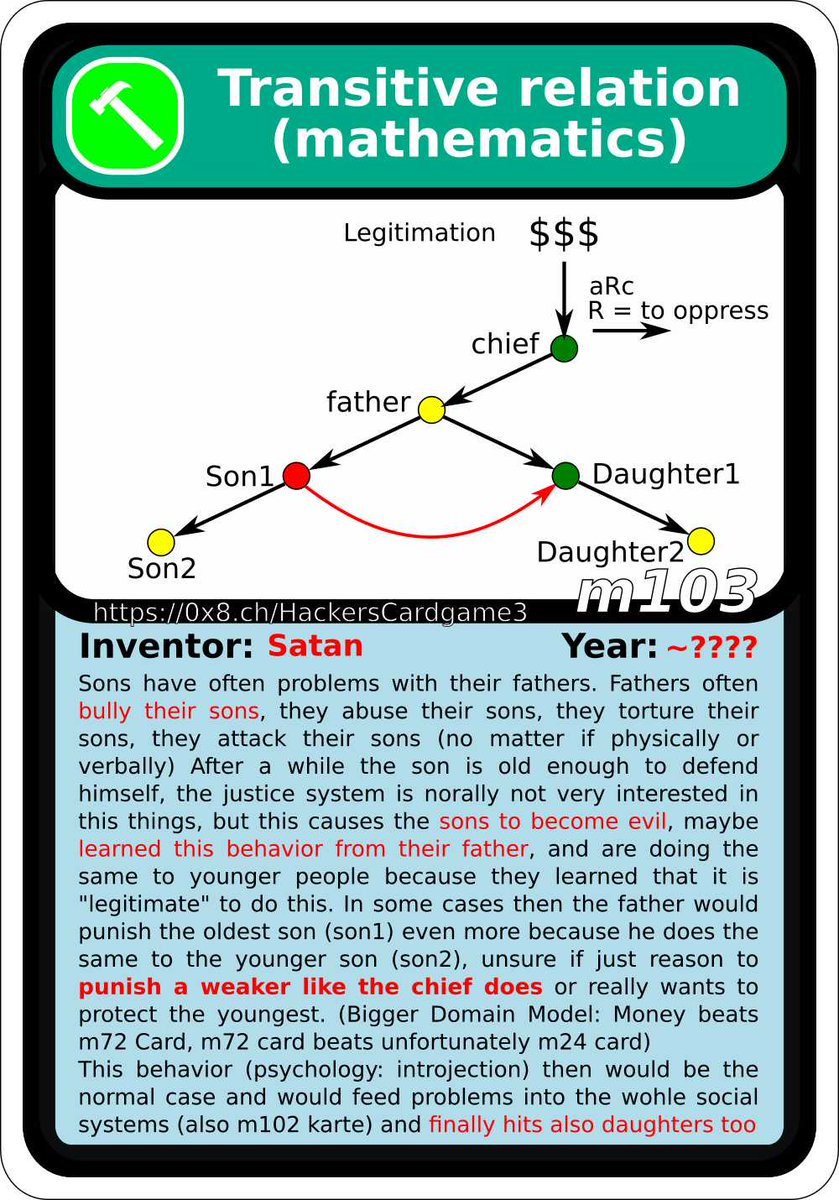 Transitive relation
(mathematics)
Legitimation $$$
aRc
R = to oppress
chief
father
Son1
Daughter1
Daughter2
Son2
m103
https://0x8.ch/HackersCardgame3
Inventor: Satan Year: ~????
Sons have often problems with their fathers. Fathers often
bully their sons, they abuse their sons, they torture their
sons, they attack their sons (no matter if physically or
verbally) After a while the son is old enough to defend
himself, the justice system is norally not very interested in
this things, but this causes the sons to become evil, maybe
learned this behavior from their father, and are doing the
same to younger people because they learned that it is
"legitimate" to do this. In some cases then the father would
punish the oldest son (son1) even more because he does the
same to the younger son (son2), unsure if just reason to
punish a weaker like the chief does or really wants to
protect the youngest. (Bigger Domain Model: Money beats
m72 Card, m72 card beats unfortunately m24 card)
This behavior (psychology: introjection) then would be the
normal case and would feed problems into the wohle social
systems (also m102 karte) and finally hits also daughters too